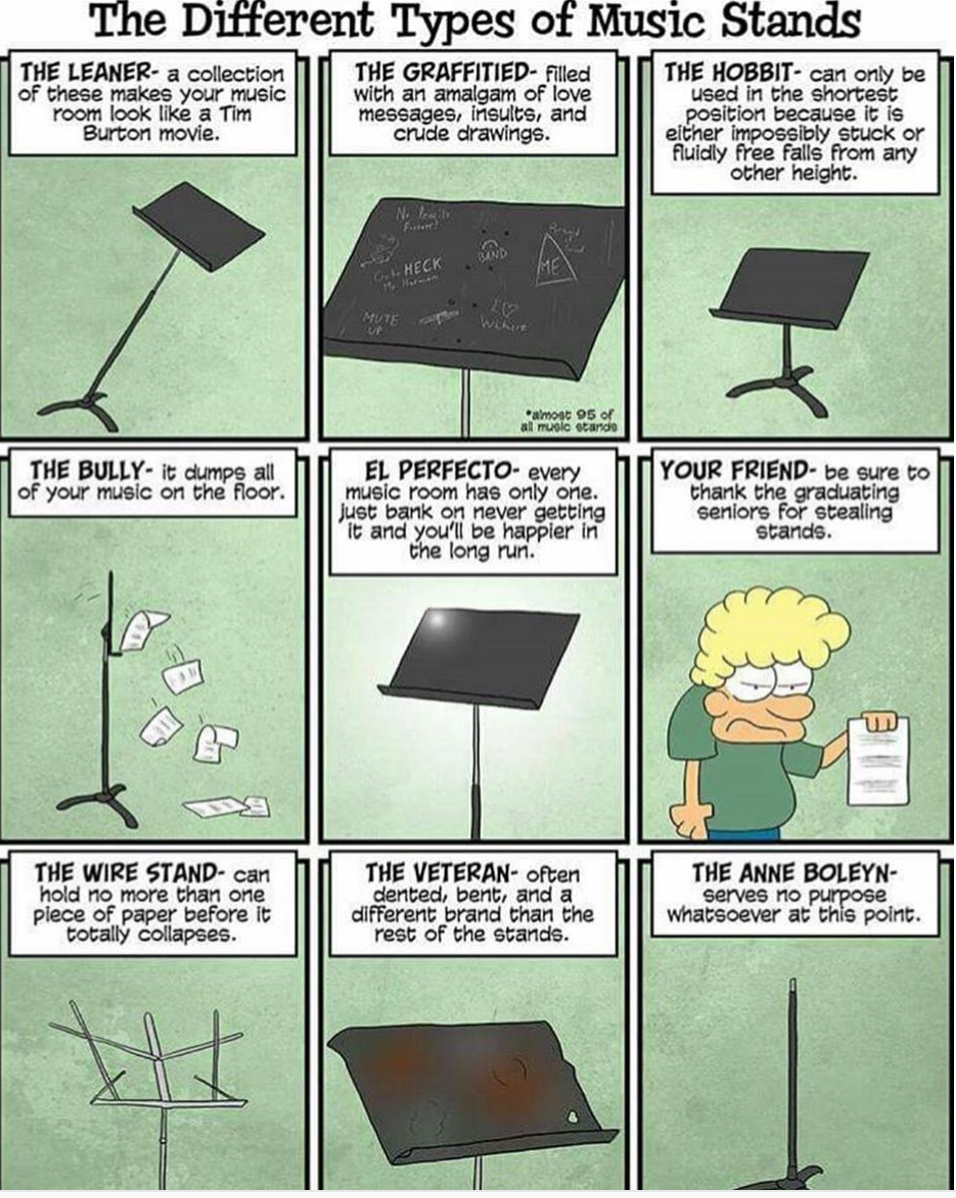 The Different Types of Music Stands
THE LEANER- a collection
of these makes your music
room look like a Tim
Burton movie.
THE GRAFFITIED- filled
with an amalgam of love
messages, insults, and
crude drawings.
No Pencils
Forever!
BAND
HECK
ME
MUTE
UP
I ♡
*almost 95 of
all music stands
THE HOBBIT- can only be
used in the shortest
position because it is
either impossibly stuck or
fluidly free falls from any
other height.
THE BULLY- it dumps all
of your music on the floor.
EL PERFECTO- every
music room has only one.
just bank on never getting
it and you'll be happier in
the long run.
YOUR FRIEND- be sure to
thank the graduating
seniors for stealing
stands.
THE WIRE STAND- can
hold no more than one
piece of paper before it
totally collapses.
THE VETERAN- often
dented, bent, and a
different brand than the
rest of the stands.
THE ANNE BOLEYN-
serves no purpose
whatsoever at this point.